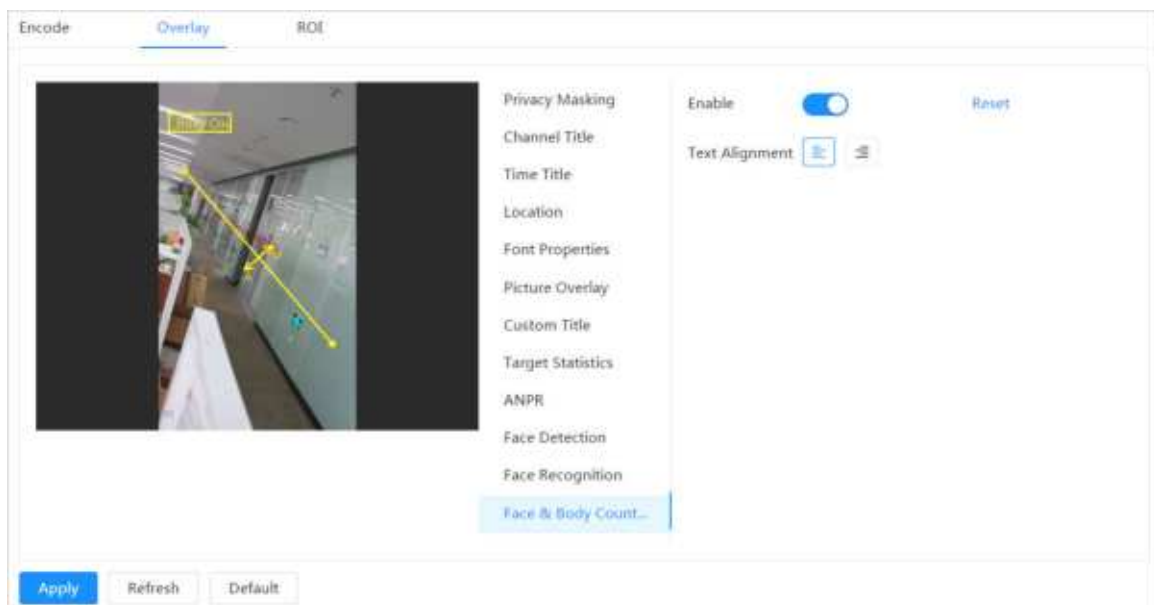 Encode
Overlay
ROI
Privacy Masking
Channel Title
Time Title
Location
Font Properties
Picture Overlay
Custom Title
Target Statistics
ANPR
Face Detection
Face Recognition
Face & Body Count...
Enable
Reset
Text Alignment
Apply
Refresh
Default